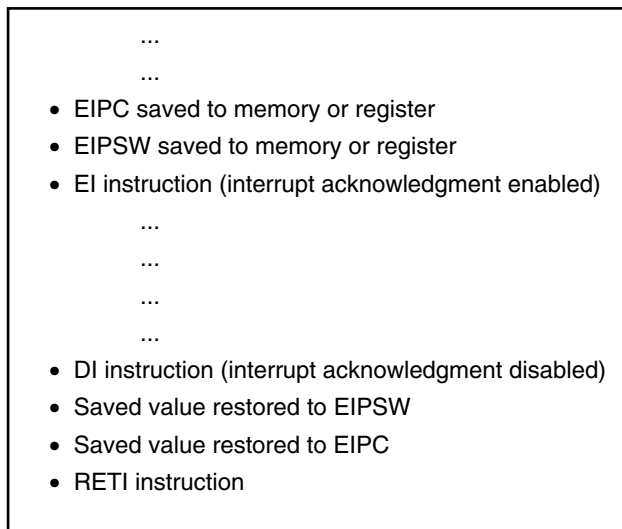 ...
...
• EIPC saved to memory or register
• EIPSW saved to memory or register
• EI instruction (interrupt acknowledgment enabled)
...
...
...
...
• DI instruction (interrupt acknowledgment disabled)
• Saved value restored to EIPSW
• Saved value restored to EIPC
• RETI instruction